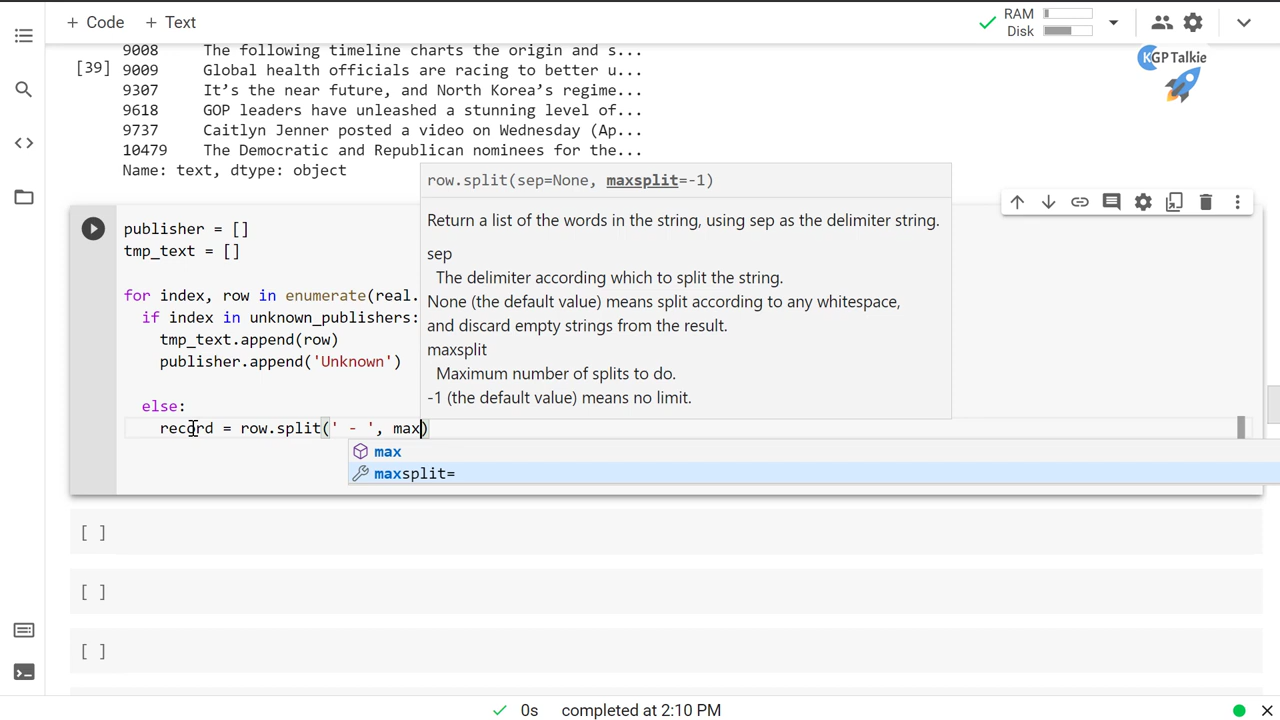 + Code + Text
RAM
Disk
KGP Talkie
9008 The following timeline charts the origin and s...
[39] 9009 Global health officials are racing to better u...
9307 It’s the near future, and North Korea’s regime...
9618 GOP leaders have unleashed a stunning level of...
9737 Caitlyn Jenner posted a video on Wednesday (Ap...
10479 The Democratic and Republican nominees for the...
Name: text, dtype: object
row.split(sep=None, maxsplit=-1)
Return a list of the words in the string, using sep as the delimiter string.
sep
The delimiter according which to split the string.
None (the default value) means split according to any whitespace,
and discard empty strings from the result.
maxsplit
Maximum number of splits to do.
-1 (the default value) means no limit.
publisher = []
tmp_text = []
for index, row in enumerate(real.
if index in unknown_publishers:
tmp_text.append(row)
publisher.append('Unknown')
else:
record = row.split(' - ', max)
max
maxsplit=
[ ]
[ ]
[ ]
0s completed at 2:10 PM